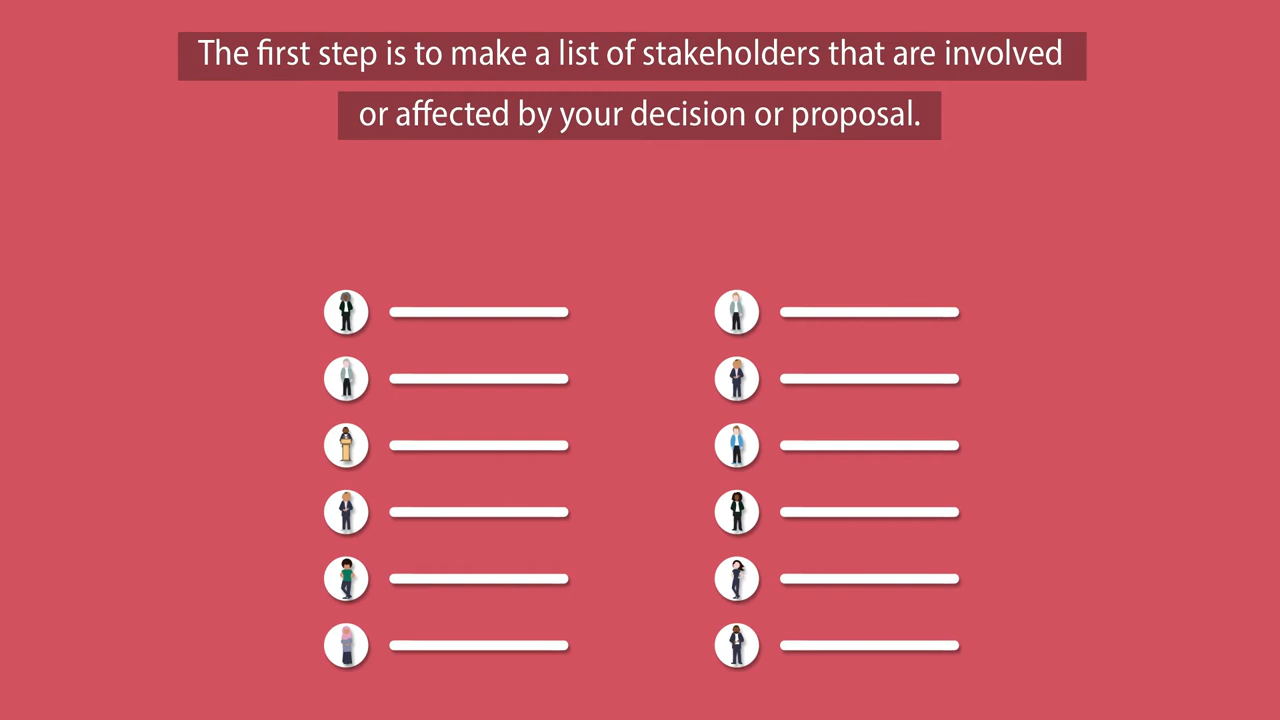 The first step is to make a list of stakeholders that are involved
or affected by your decision or proposal.